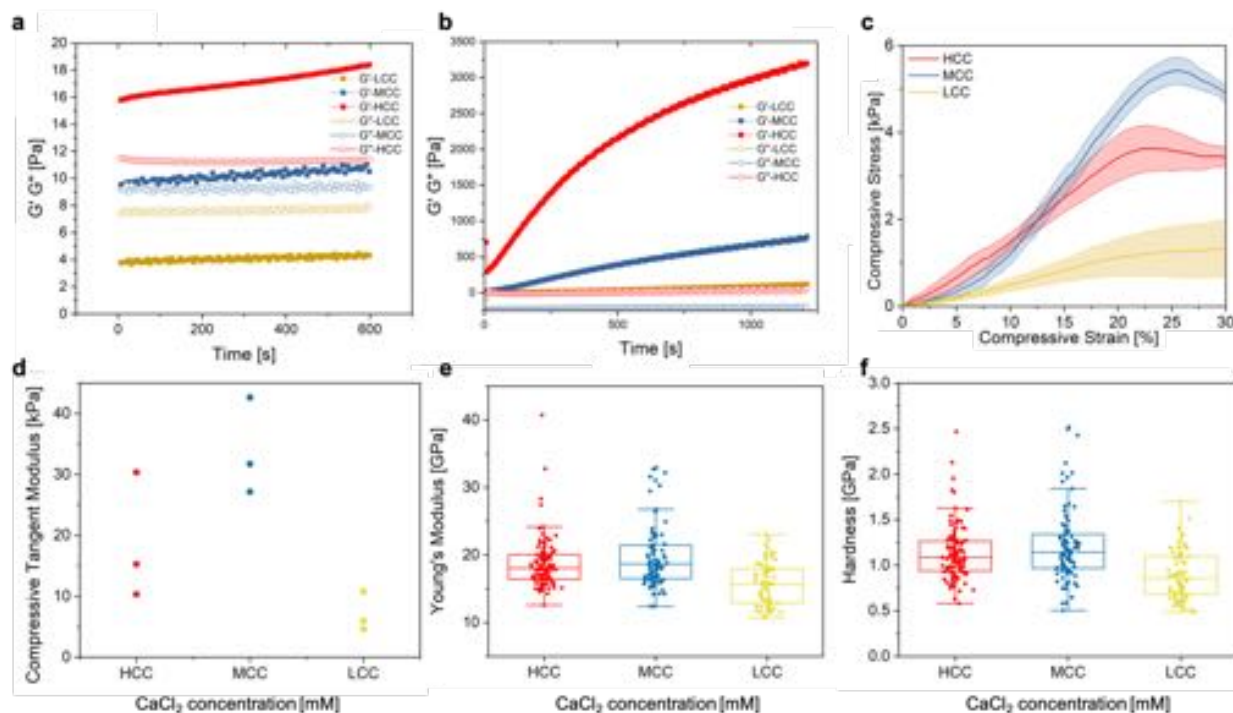 a
20
18
16
14
12
10
8
6
4
2
0
G' G" [Pa]
G'-LCC
G'-MCC
G'-HCC
G"-LCC
G"-MCC
G"-HCC
0 200 400 600 800
Time [s]
b
3500
3000
2500
2000
1500
1000
500
0
G' G" [Pa]
G'-LCC
G'-MCC
G'-HCC
G"-LCC
G"-MCC
G"-HCC
0 500 1000
Time [s]
c
6
4
2
0
Compressive Stress [kPa]
HCC
MCC
LCC
0 5 10 15 20 25 30
Compressive Strain [%]
d
40
30
20
10
0
Compressive Tangent Modulus [kPa]
HCC MCC LCC
CaCl₂ concentration [mM]
e
40
30
20
10
Young's Modulus [GPa]
HCC MCC LCC
CaCl₂ concentration [mM]
f
3.0
2.5
2.0
1.5
1.0
0.5
0.0
Hardness [GPa]
HCC MCC LCC
CaCl₂ concentration [mM]